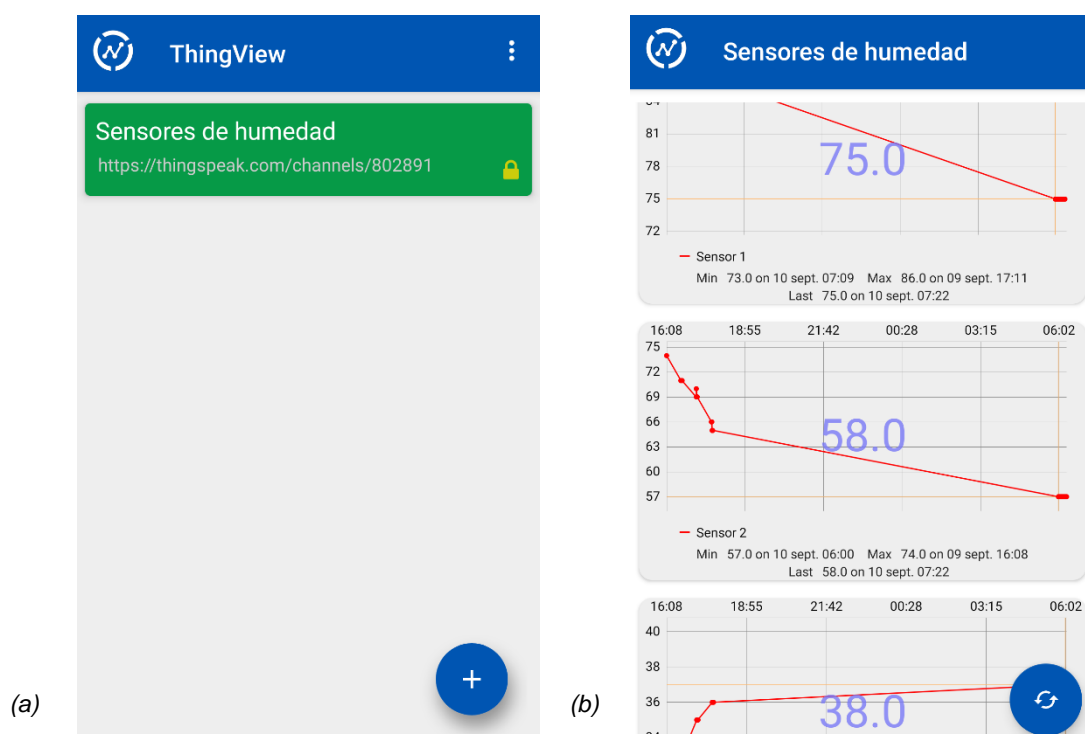 ThingView
Sensores de humedad
https://thingspeak.com/channels/802891
+
(a)
Sensores de humedad
81
78
75
72
75.0
Sensor 1
Min 73.0 on 10 sept. 07:09 Max 86.0 on 09 sept. 17:11
Last 75.0 on 10 sept. 07:22
16:08 18:55 21:42 00:28 03:15 06:02
75
72
69
66
63
60
57
58.0
Sensor 2
Min 57.0 on 10 sept. 06:00 Max 74.0 on 09 sept. 16:08
Last 58.0 on 10 sept. 07:22
16:08 18:55 21:42 00:28 03:15 06:02
40
38
36
38.0
(b)